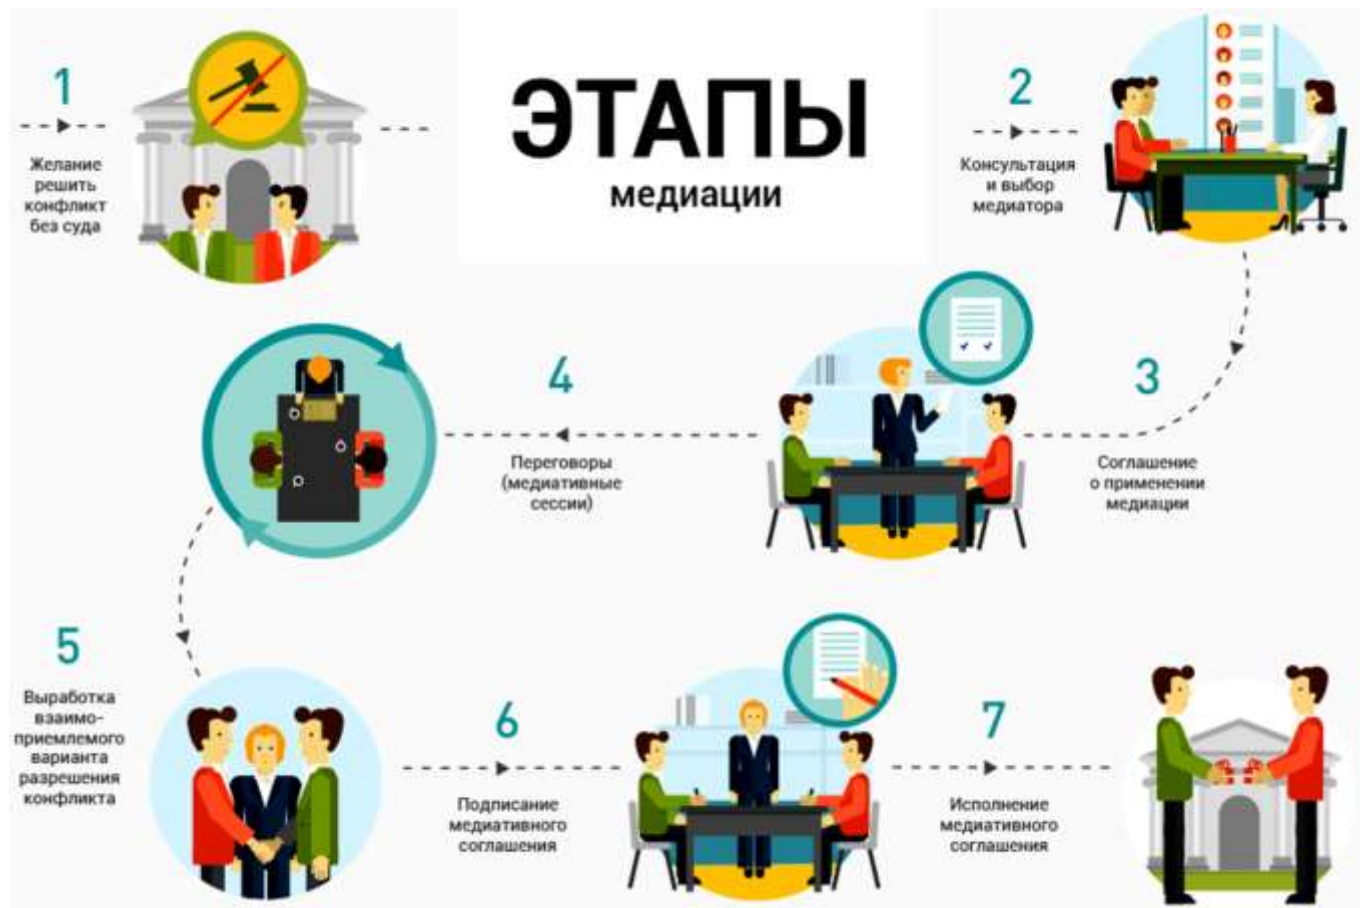 ЭТАПЫ
медиации
1
Желание
решить
конфликт
без суда
2
Консультация
и выбор
медиатора
3
Соглашение
о применении
медиации
4
Переговоры
(медиативные
сессии)
5
Выработка
взаимо-
приемлемого
варианта
разрешения
конфликта
6
Подписание
медиативного
соглашения
7
Исполнение
медиативного
соглашения